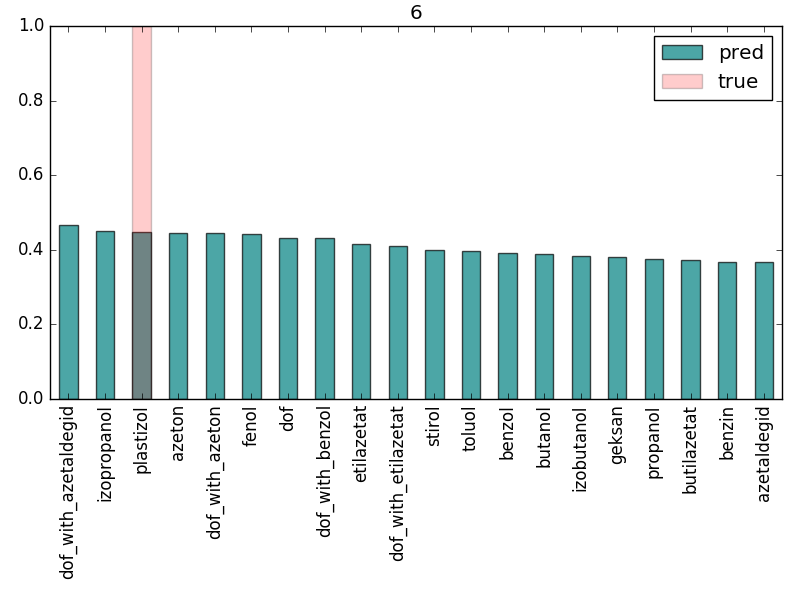 6
1.0
0.8
0.6
0.4
0.2
0.0
pred
true
dof_with_azetaldegid
izopropanol
plastizol
azeton
dof_with_azeton
fenol
dof
dof_with_benzol
etilazetat
dof_with_etilazetat
stirol
toluol
benzol
butanol
izobutanol
geksan
propanol
butilazetat
benzin
azetaldegid